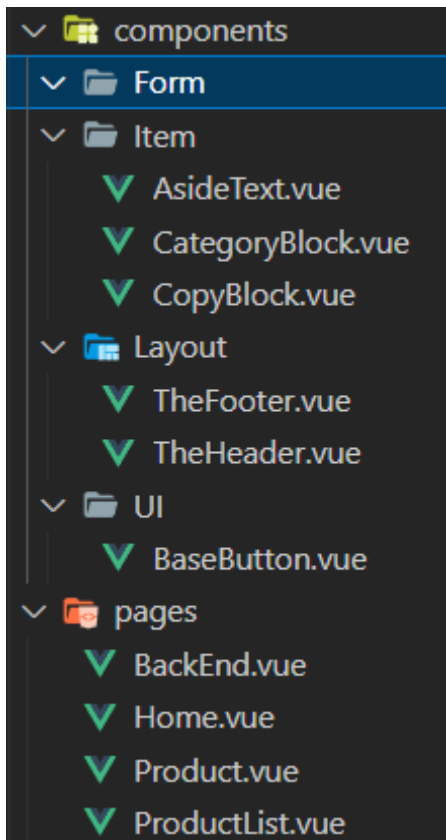 components
Form
Item
AsideText.vue
CategoryBlock.vue
CopyBlock.vue
Layout
TheFooter.vue
TheHeader.vue
UI
BaseButton.vue
pages
BackEnd.vue
Home.vue
Product.vue
ProductList.vue